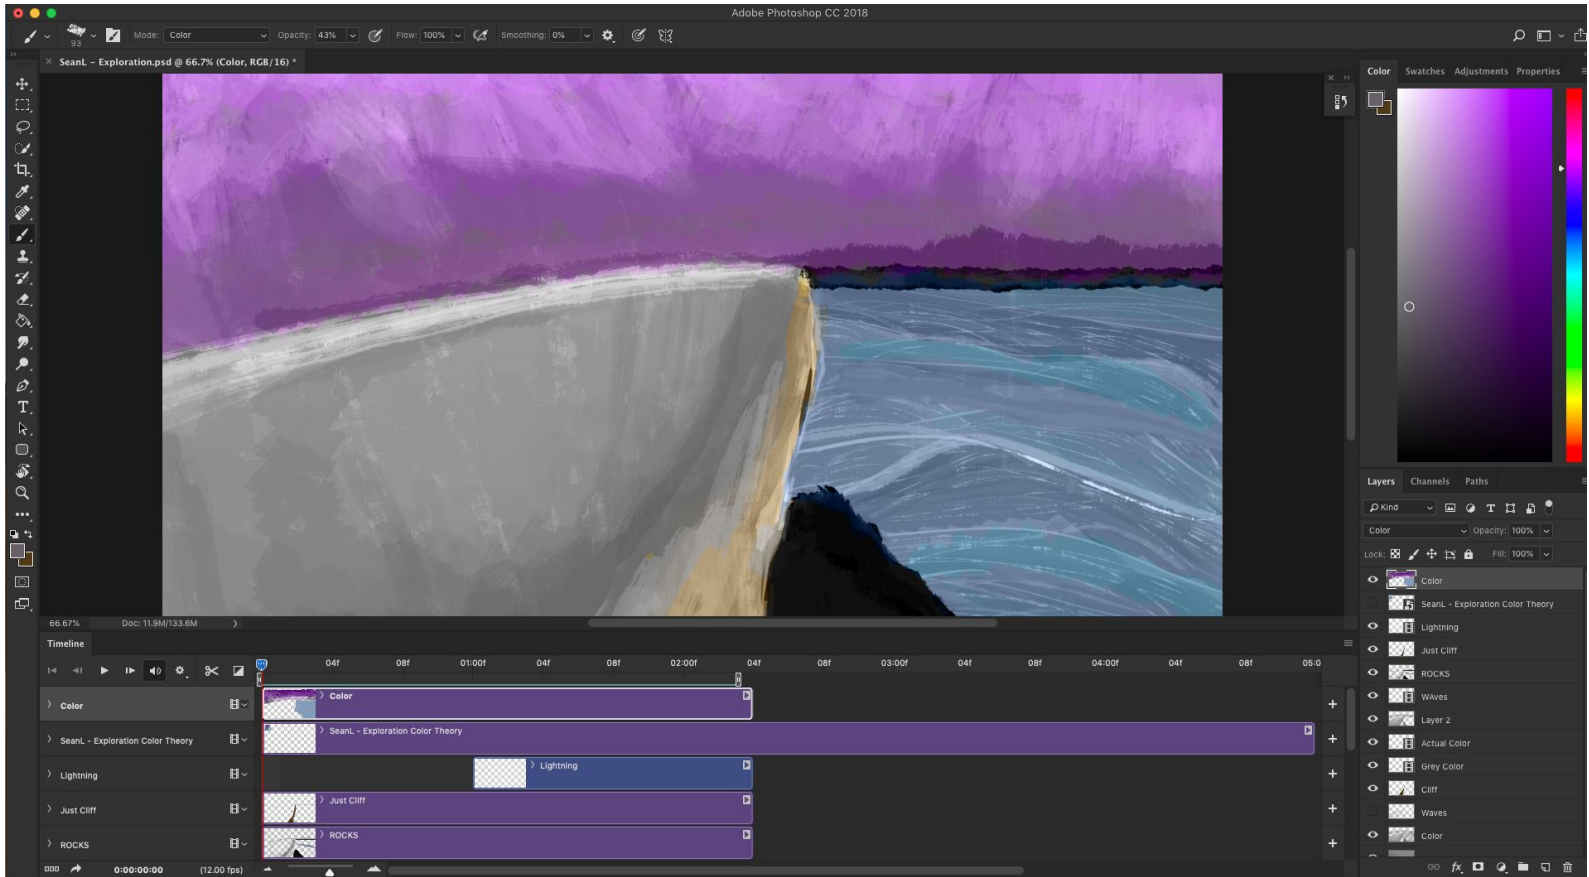 Adobe Photoshop CC 2018
93
Mode: Color
Opacity: 43%
Flow: 100%
Smoothing: 0%
SeanL - Exploration.psd @ 66.7% (Color, RGB/16) *
Color Swatches Adjustments Properties
Layers Channels Paths
Kind
Color
Opacity: 100%
Lock:
Fill: 100%
Color
SeanL - Exploration Color Theory
Lightning
Just Cliff
ROCKS
WAves
Layer 2
Actual Color
Grey Color
Cliff
Waves
Color
66.67% Doc: 11.9M/133.6M
Timeline
04f 08f 01:00f 04f 08f 02:00f 04f 08f 03:00f 04f 08f 04:00f 04f 08f 05:0
Color
Color
SeanL - Exploration Color Theory
SeanL - Exploration Color Theory
Lightning
Lightning
Just Cliff
Just Cliff
ROCKS
ROCKS
0:00:00:00 (12.00 fps)